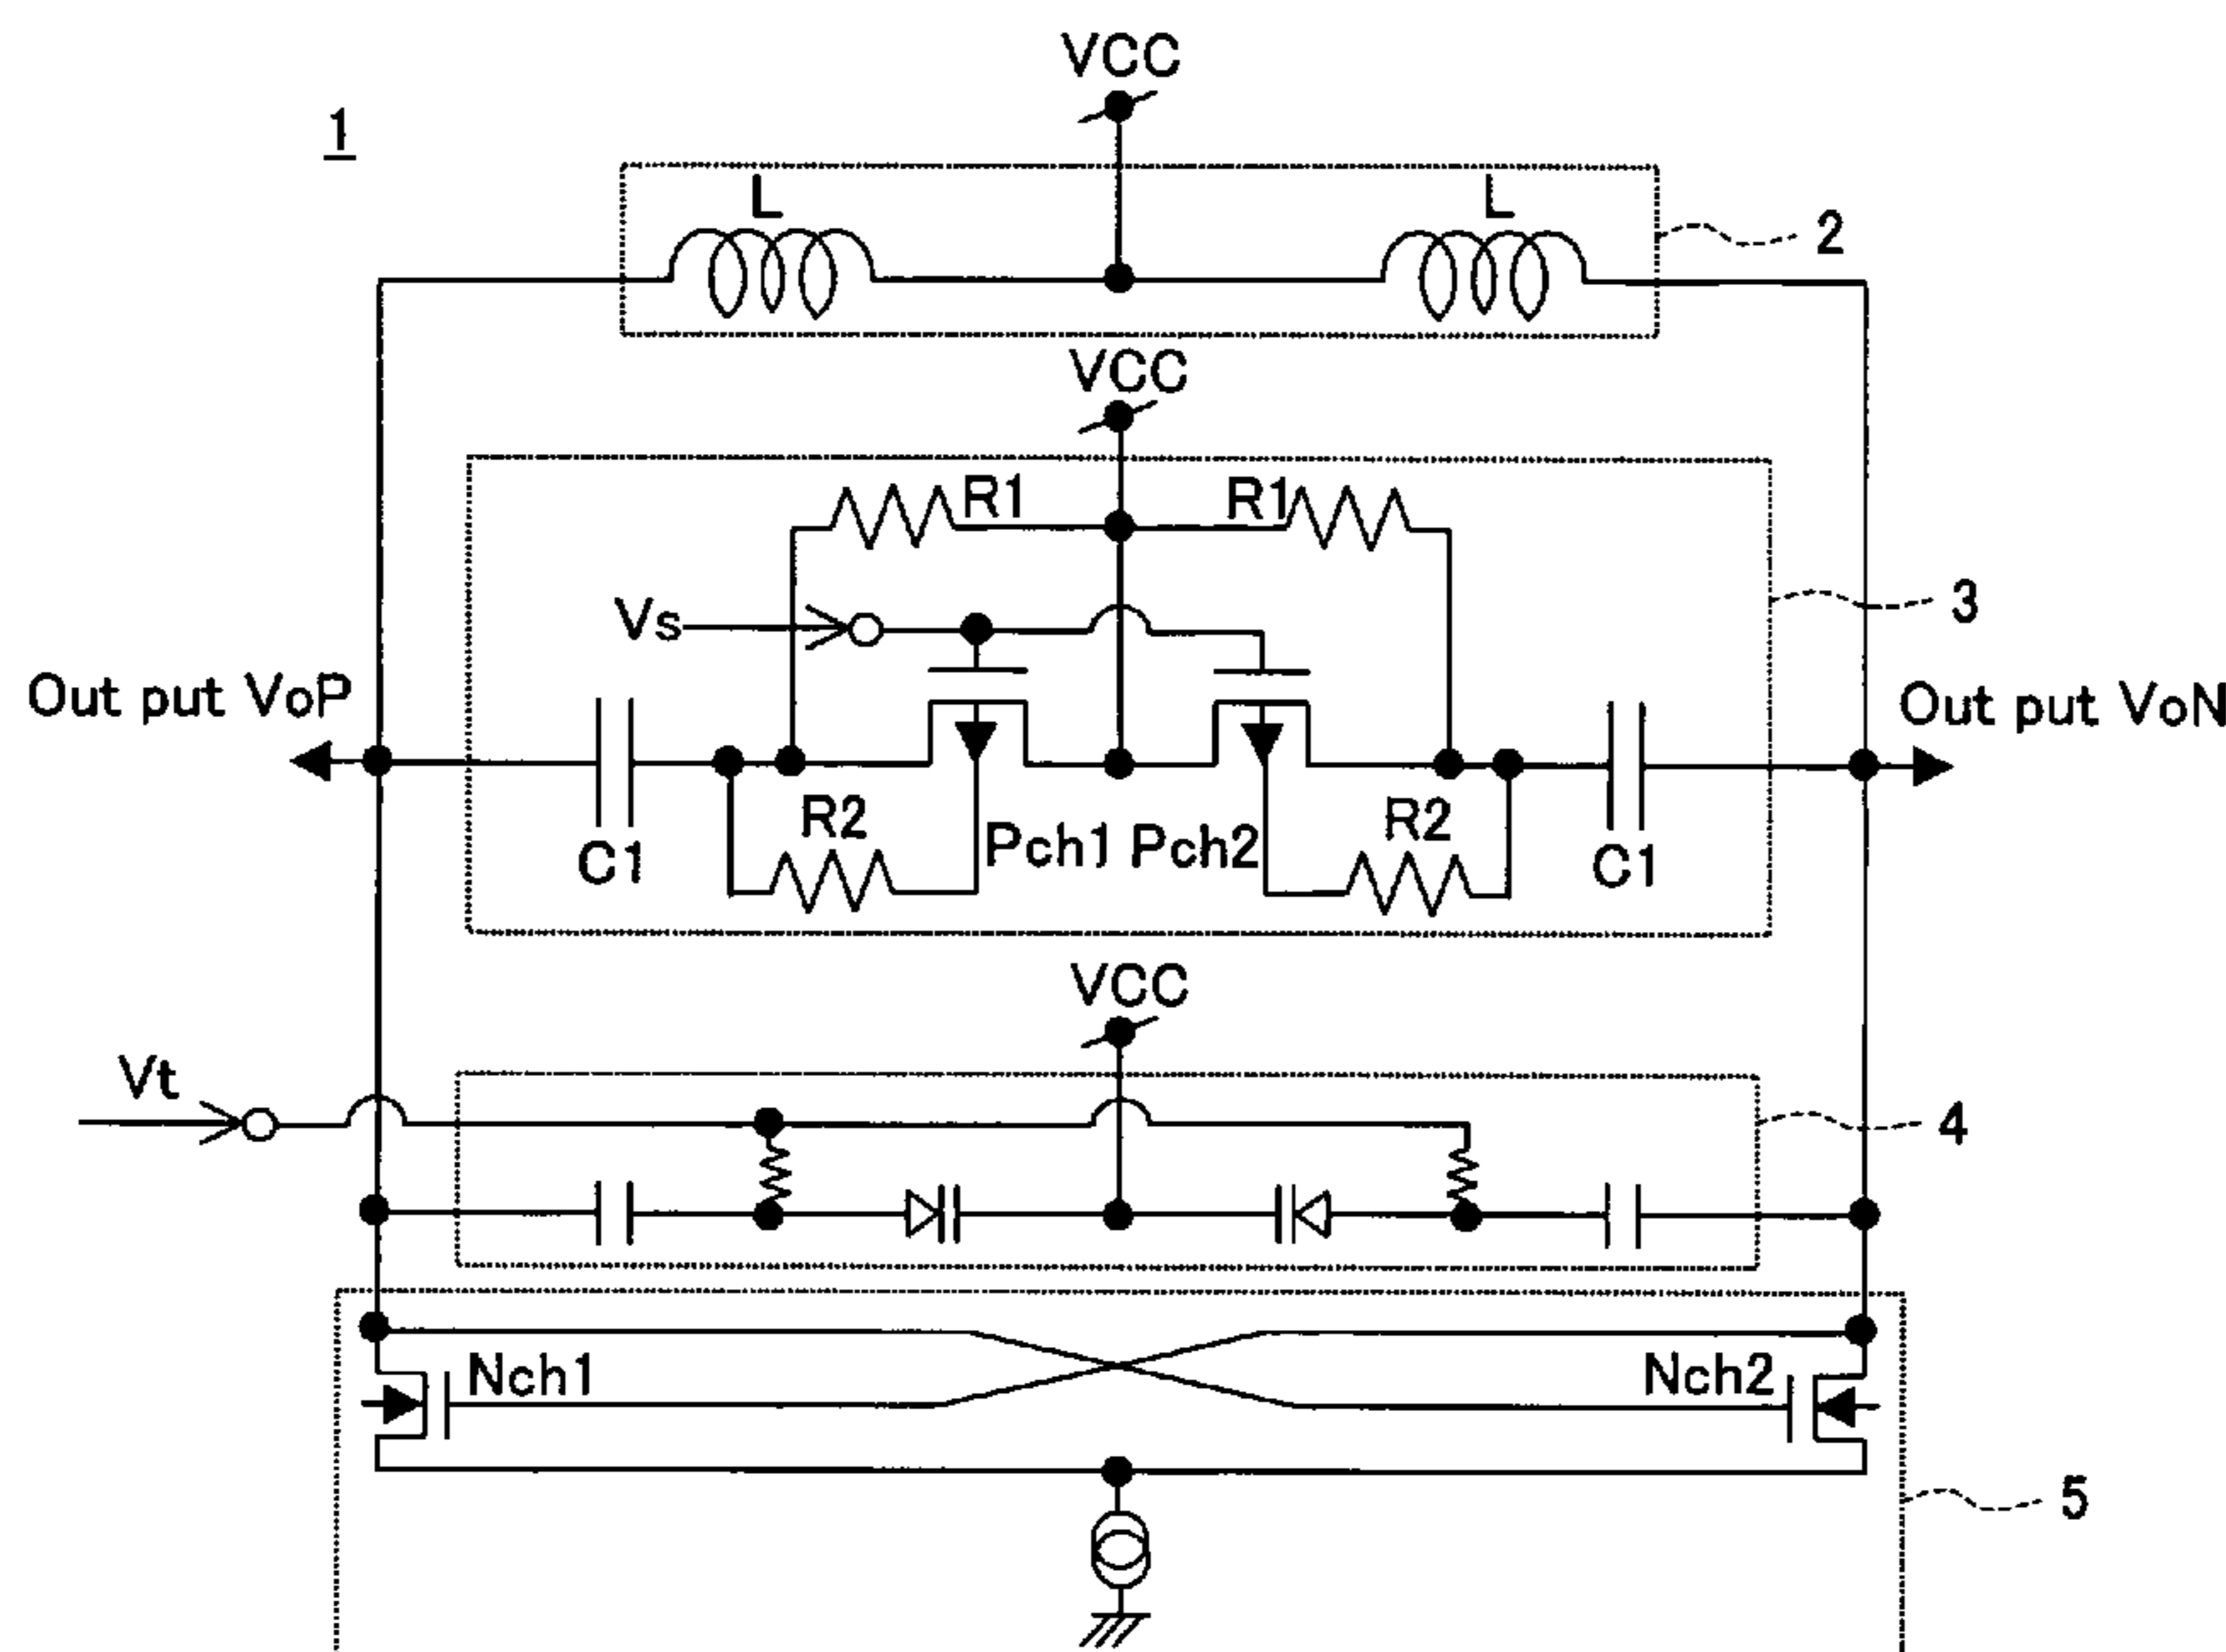 VCC
1
L L
2
VCC
R1 R1
Vs
3
Out put VoP
Out put VoN
R2 R2
Pch1 Pch2
C1 C1
VCC
Vt
4
Nch1 Nch2
5